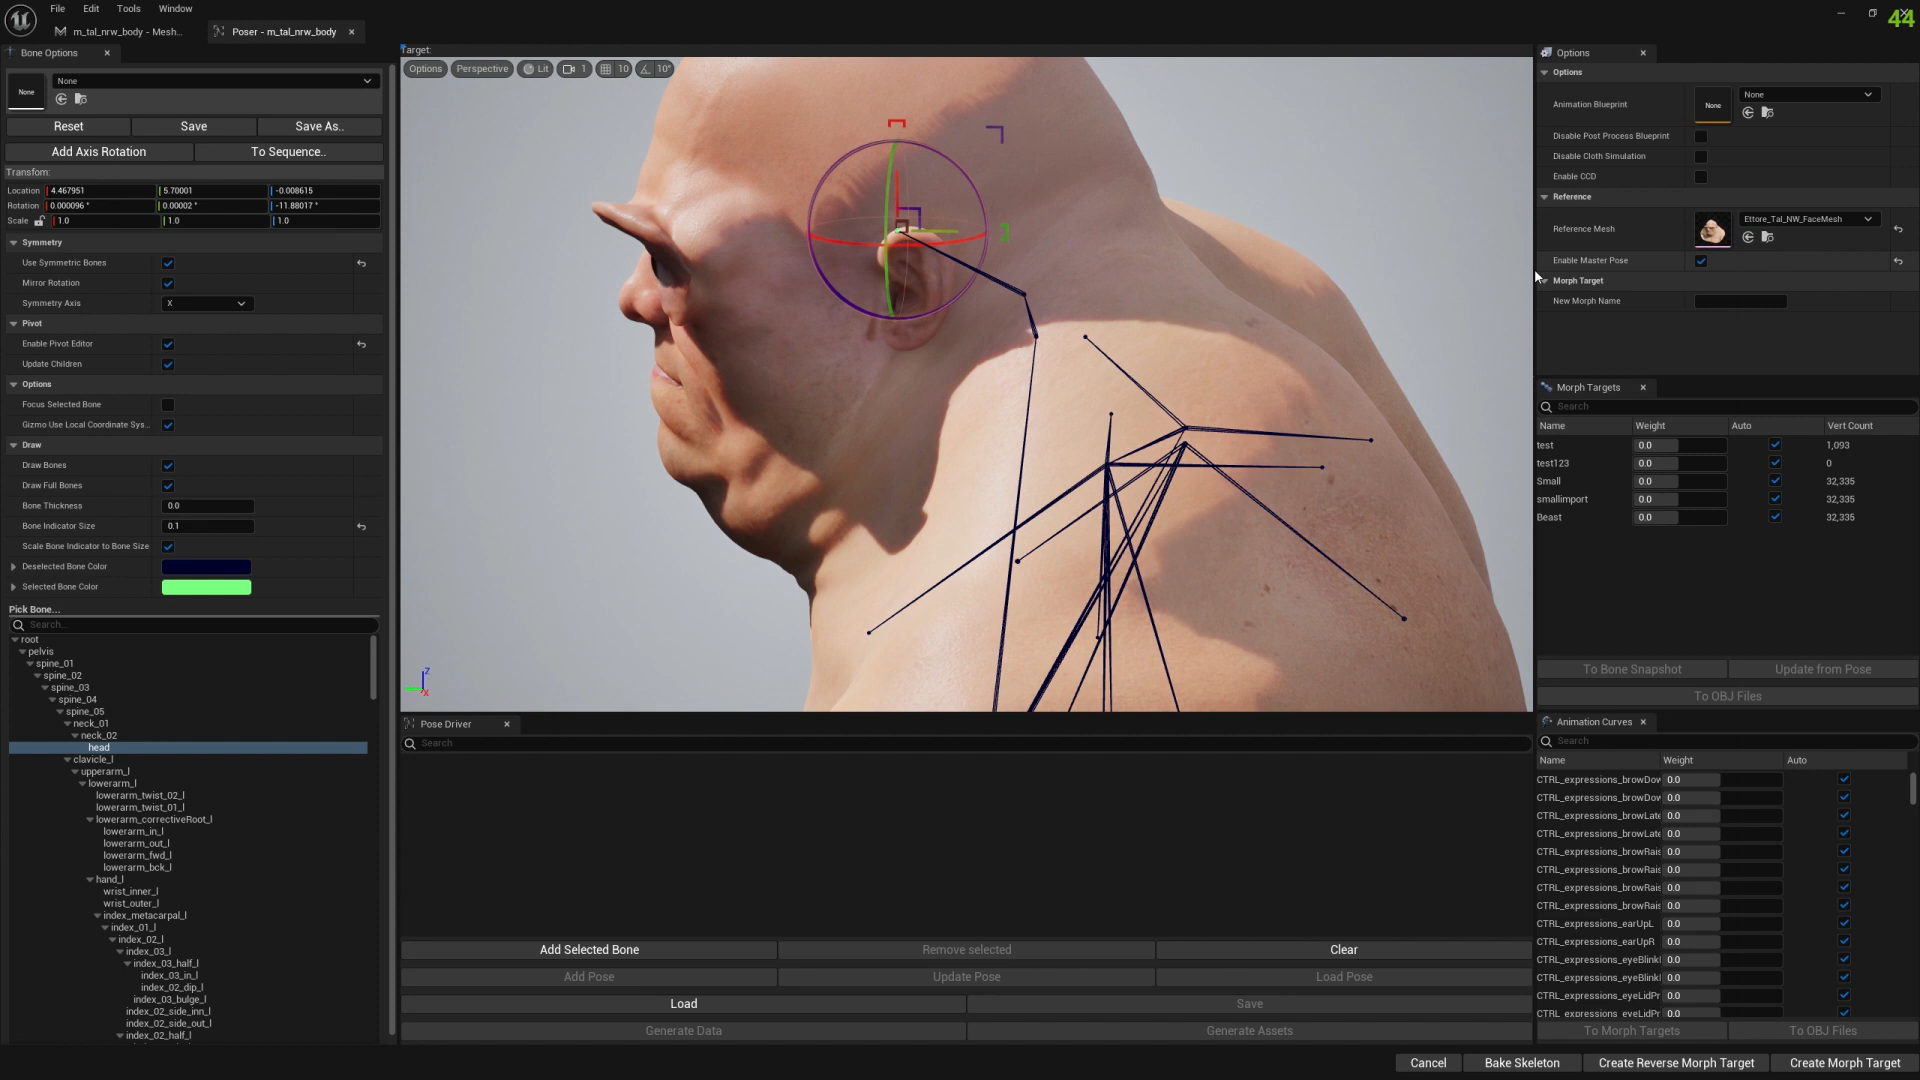 File Edit Tools Window
44
m_tal_nrw_body - Mesh...
Poser - m_tal_nrw_body
Bone Options
None
None
Reset Save Save As..
Add Axis Rotation To Sequence..
Transfom:
Location 4.467951 5.70001 -0.008615
Rotation 0.000096 ° 0.00002 ° -11.88017 °
Scale 1.0 1.0 1.0
Symmetry
Use Symmetric Bones
Mirror Rotation
Symmetry Axis X
Pivot
Enable Pivot Editor
Update Children
Options
Focus Selected Bone
Gizmo Use Local Coordinate Sys..
Draw
Draw Bones
Draw Full Bones
Bone Thickness 0.0
Bone Indicator Size 0.1
Scale Bone Indicator to Bone Size
Deselected Bone Color
Selected Bone Color
Pick Bone...
Search...
root
pelvis
spine_01
spine_02
spine_03
spine_04
spine_05
neck_01
neck_02
head
clavicle_l
upperarm_l
lowerarm_l
lowerarm_twist_02_l
lowerarm_twist_01_l
lowerarm_correctiveRoot_l
lowerarm_in_l
lowerarm_out_l
lowerarm_fwd_l
lowerarm_bck_l
hand_l
wrist_inner_l
wrist_outer_l
index_metacarpal_l
index_01_l
index_02_l
index_03_l
index_03_half_l
index_03_in_l
index_02_dip_l
index_03_bulge_l
index_02_side_inn_l
index_02_side_out_l
index_02_half_l
Target:
Options Perspective Lit 1 10 10°
Z
X
Pose Driver
Search
Add Selected Bone Remove selected Clear
Add Pose Update Pose Load Pose
Load Save
Generate Data Generate Assets
Options
Options
Animation Blueprint None None
Disable Post Process Blueprint
Disable Cloth Simulation
Enable CCD
Reference
Reference Mesh Ettore_Tal_NW_FaceMesh
Enable Master Pose
Morph Target
New Morph Name
Morph Targets
Search
Name Weight Auto Vert Count
test 0.0 1,093
test123 0.0 0
Small 0.0 32,335
smallimport 0.0 32,335
Beast 0.0 32,335
To Bone Snapshot Update from Pose
To OBJ Files
Animation Curves
Search
Name Weight Auto
CTRL_expressions_browDow 0.0
CTRL_expressions_browDow 0.0
CTRL_expressions_browLate 0.0
CTRL_expressions_browLate 0.0
CTRL_expressions_browRais 0.0
CTRL_expressions_browRais 0.0
CTRL_expressions_browRais 0.0
CTRL_expressions_browRais 0.0
CTRL_expressions_earUpL 0.0
CTRL_expressions_earUpR 0.0
CTRL_expressions_eyeBlinkl 0.0
CTRL_expressions_eyeBlinkl 0.0
CTRL_expressions_eyeLidPr 0.0
CTRL_expressions_eyeLidPr 0.0
To Morph Targets To OBJ Files
Cancel Bake Skeleton Create Reverse Morph Target Create Morph Target